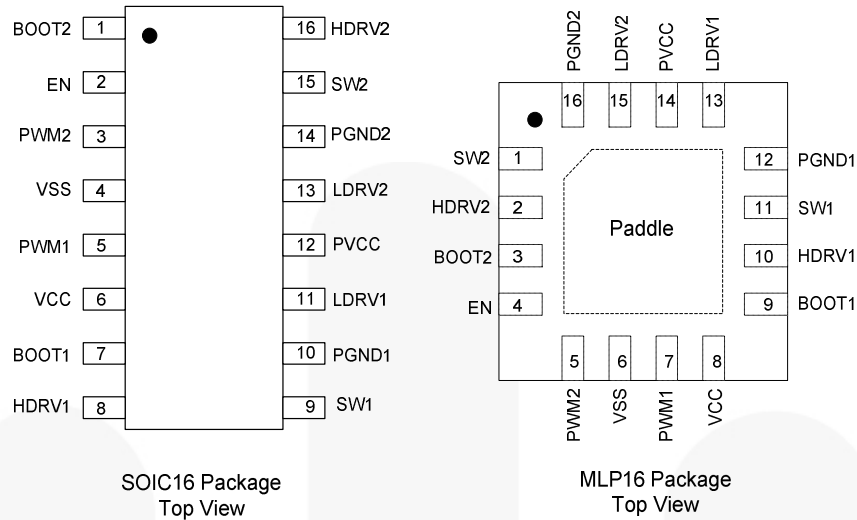 BOOT2 1 16 HDRV2
EN 2 15 SW2
PWM2 3 14 PGND2
VSS 4 13 LDRV2
PWM1 5 12 PVCC
VCC 6 11 LDRV1
BOOT1 7 10 PGND1
HDRV1 8 9 SW1
SOIC16 Package
Top View
PGND2 LDRV2 PVCC LDRV1
16 15 14 13
SW2 1 12 PGND1
HDRV2 2 11 SW1
Paddle
BOOT2 3 10 HDRV1
EN 4 9 BOOT1
5 6 7 8
PWM2 VSS PWM1 VCC
MLP16 Package
Top View